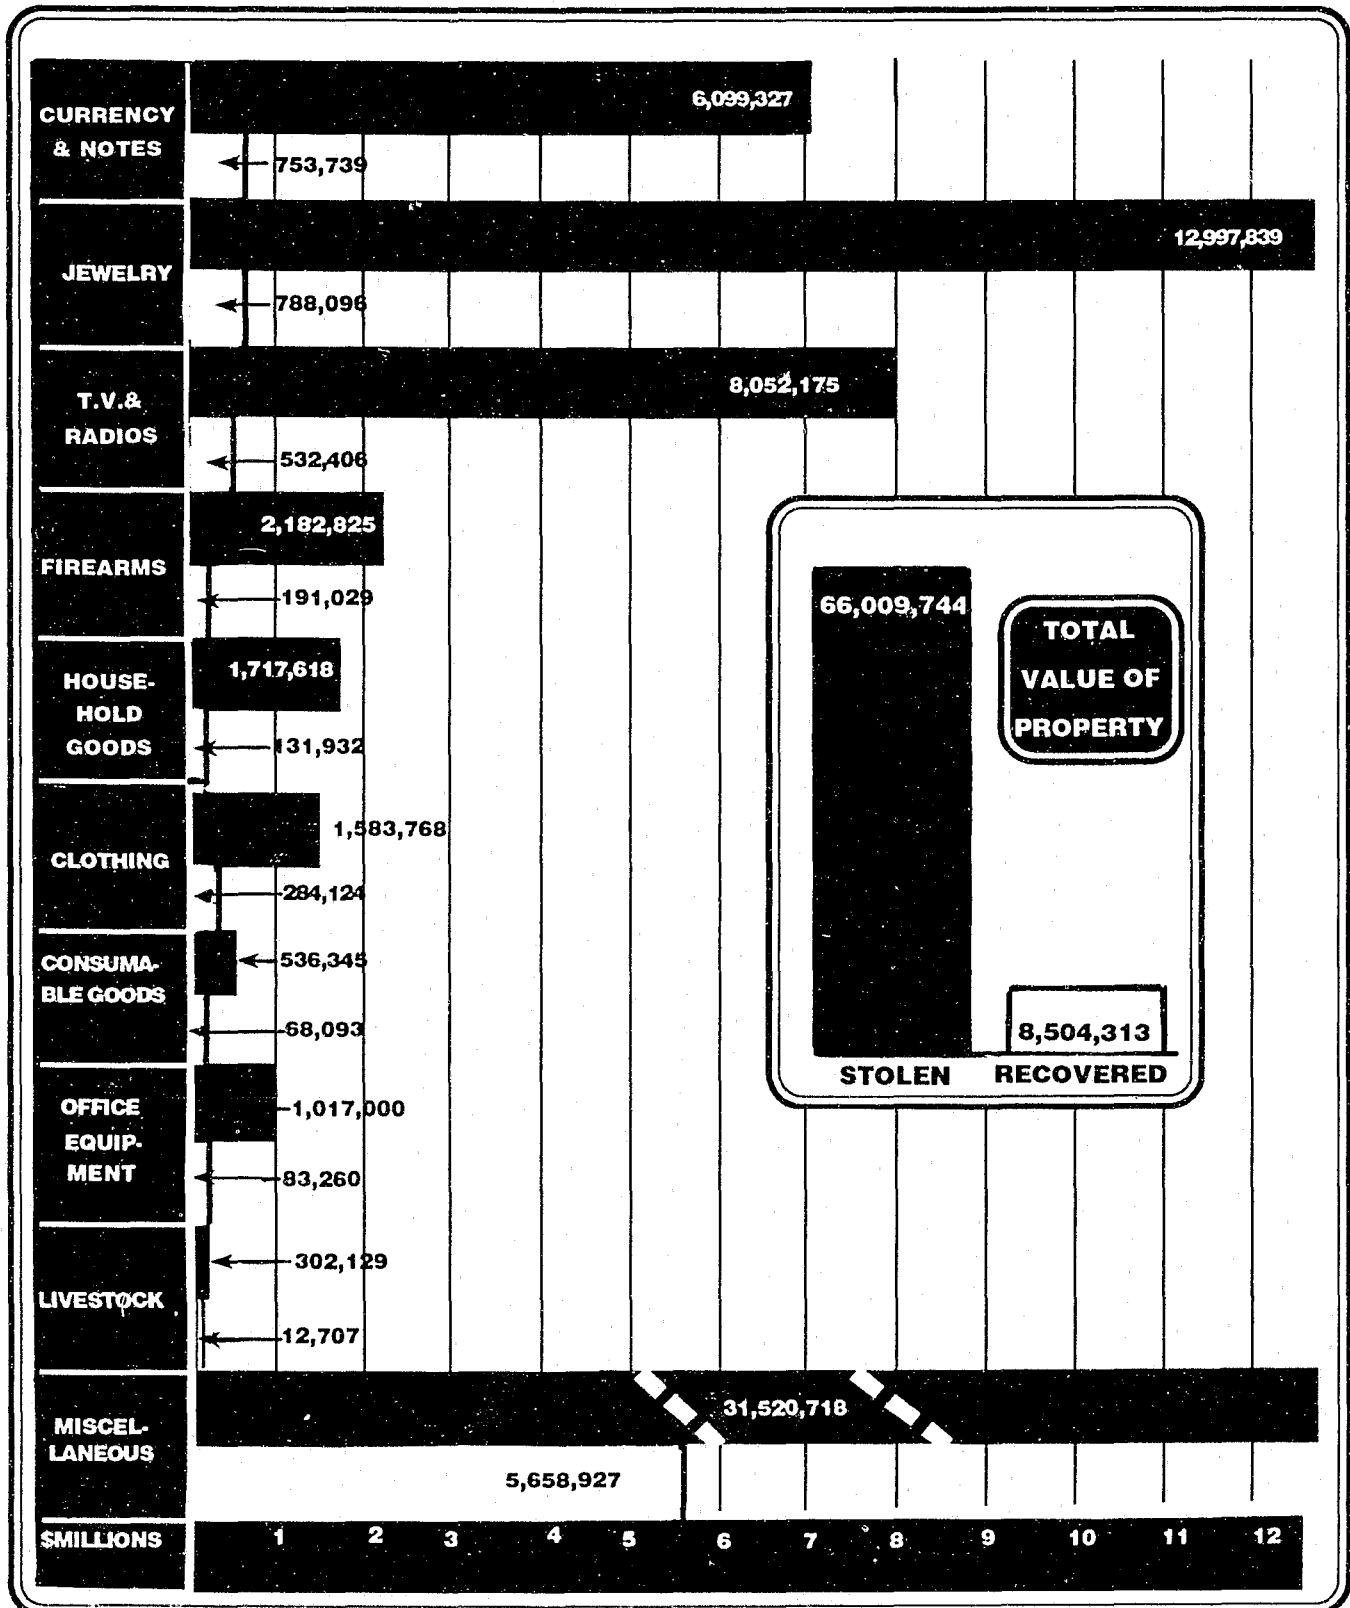 CURRENCY
& NOTES
6,099,327
753,739
JEWELRY
12,997,839
788,096
T.V.&
RADIOS
8,052,175
532,406
FIREARMS
2,182,825
191,029
HOUSE-
HOLD
GOODS
1,717,618
131,932
CLOTHING
1,583,768
284,124
CONSUMA-
BLE GOODS
536,345
68,093
OFFICE
EQUIP-
MENT
1,017,000
83,260
LIVESTOCK
302,129
12,707
MISCEL-
LANEOUS
31,520,718
5,658,927
$MILLIONS 1 2 3 4 5 6 7 8 9 10 11 12
66,009,744
TOTAL
VALUE OF
PROPERTY
8,504,313
STOLEN RECOVERED